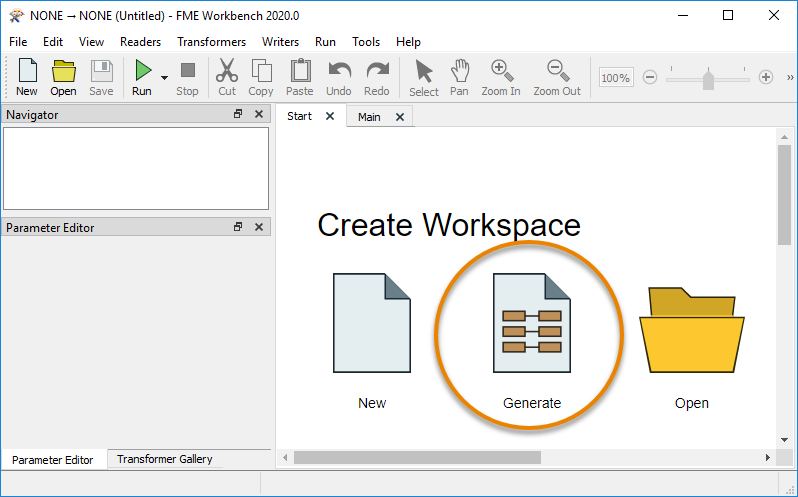 NONE → NONE (Untitled) - FME Workbench 2020.0
File Edit View Readers Transformers Writers Run Tools Help
New Open Save Run Stop Cut Copy Paste Undo Redo Select Pan Zoom In Zoom Out 100% »
Navigator
Start Main
Parameter Editor
Create Workspace
New Generate Open
Parameter Editor Transformer Gallery